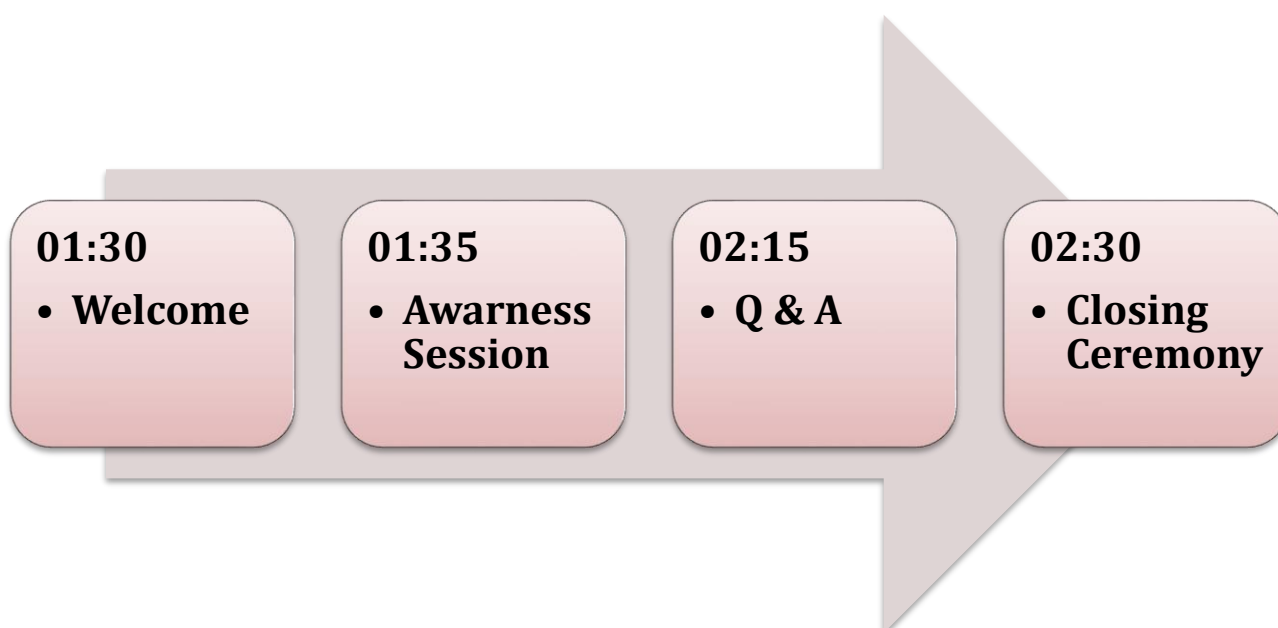 01:30
• Welcome
01:35
• Awarness
Session
02:15
• Q & A
02:30
• Closing
Ceremony